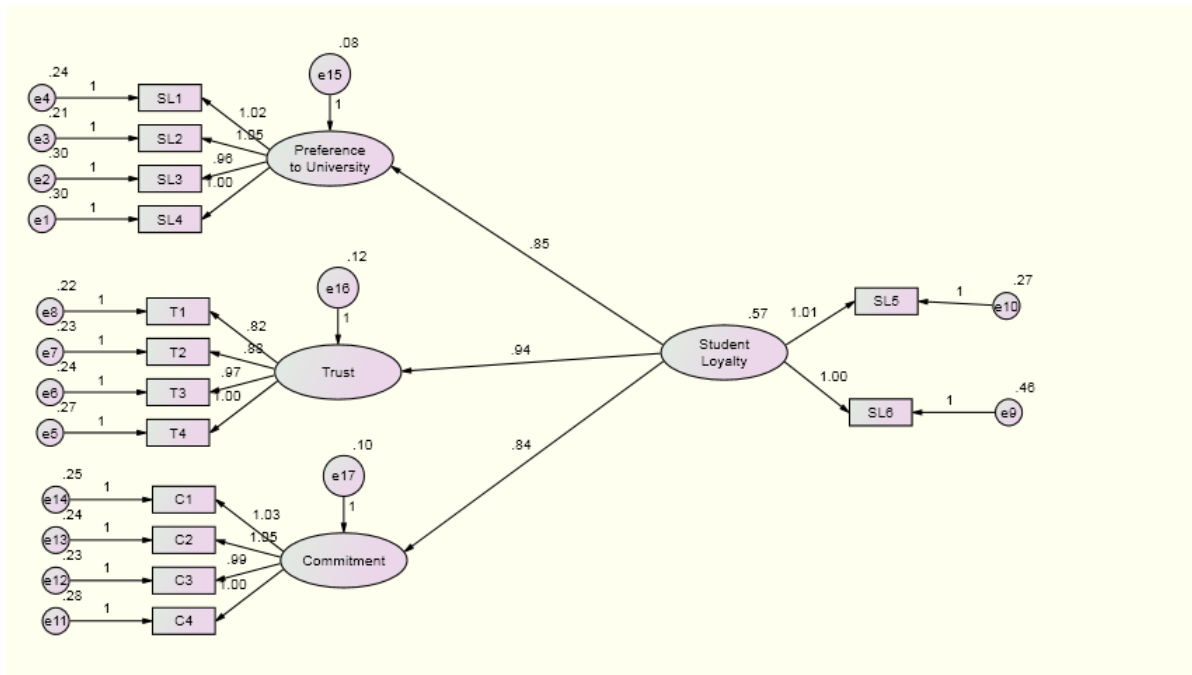 .08
e15
1
.24
e4
1
SL1
1.02
.21
e3
1
SL2
1.05
.30
e2
1
SL3
.96
.30
e1
1
SL4
1.00
Preference
to University
.85
.12
e16
1
.22
e8
1
T1
.82
.23
e7
1
T2
.88
.24
e6
1
T3
.97
.27
e5
1
T4
1.00
Trust
.94
.10
e17
1
.25
e14
1
C1
1.03
.24
e13
1
C2
1.05
.23
e12
1
C3
.99
.28
e11
1
C4
1.00
Commitment
.84
.57
Student
Loyalty
1.01
SL5
1
.27
e10
1.00
SL6
1
.46
e9